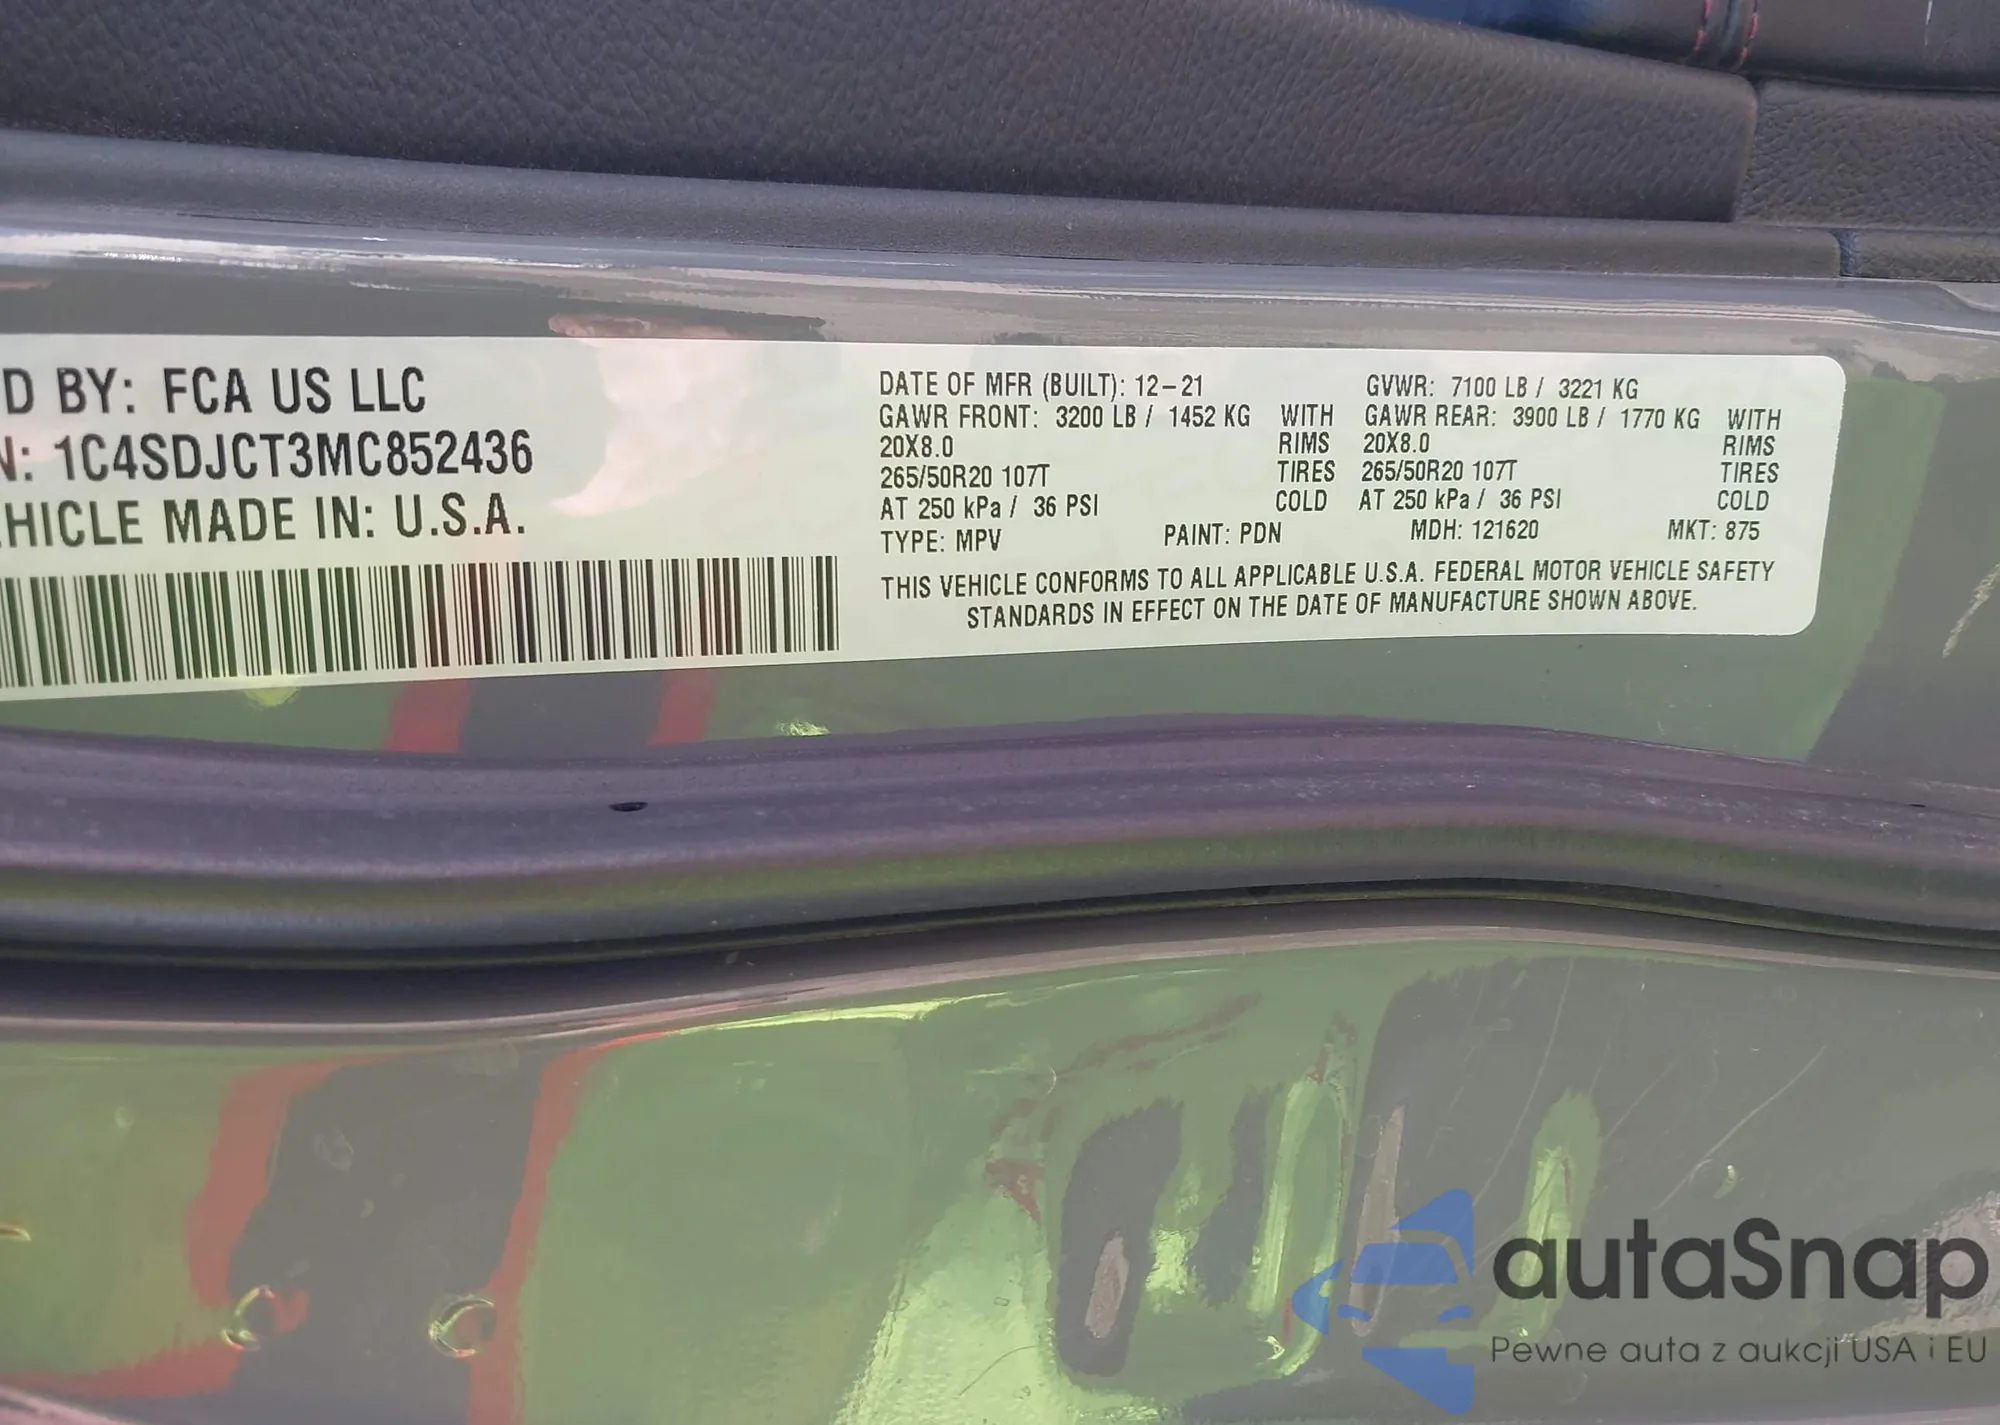 D BY: FCA US LLC
N: 1C4SDJCT3MC852436
EHICLE MADE IN: U.S.A.
DATE OF MFR (BUILT): 12-21 GVWR: 7100 LB / 3221 KG
GAWR FRONT: 3200 LB / 1452 KG WITH GAWR REAR: 3900 LB / 1770 KG WITH
20X8.0 RIMS 20X8.0 RIMS
265/50R20 107T TIRES 265/50R20 107T TIRES
AT 250 kPa / 36 PSI COLD AT 250 kPa / 36 PSI COLD
TYPE: MPV PAINT: PDN MDH: 121620 MKT: 875
THIS VEHICLE CONFORMS TO ALL APPLICABLE U.S.A. FEDERAL MOTOR VEHICLE SAFETY
STANDARDS IN EFFECT ON THE DATE OF MANUFACTURE SHOWN ABOVE.
autaSnap
Pewne auta z aukcji USA i EU